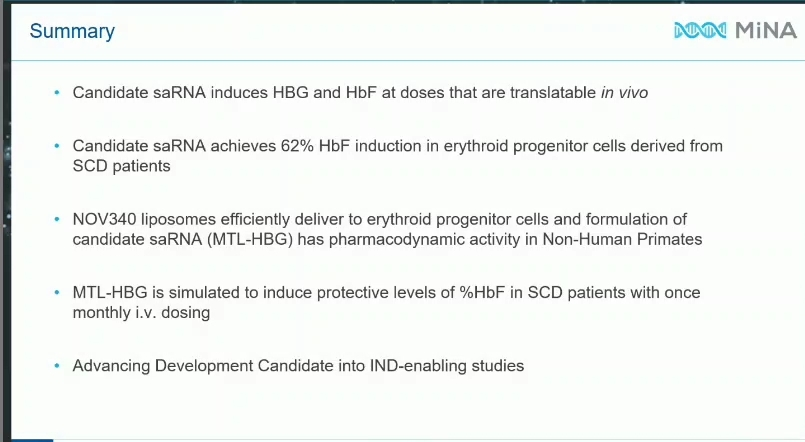 Summary
MiNA
• Candidate saRNA induces HBG and HbF at doses that are translatable in vivo
• Candidate saRNA achieves 62% HbF induction in erythroid progenitor cells derived from
SCD patients
• NOV340 liposomes efficiently deliver to erythroid progenitor cells and formulation of
candidate saRNA (MTL-HBG) has pharmacodynamic activity in Non-Human Primates
• MTL-HBG is simulated to induce protective levels of %HbF in SCD patients with once
monthly i.v. dosing
• Advancing Development Candidate into IND-enabling studies